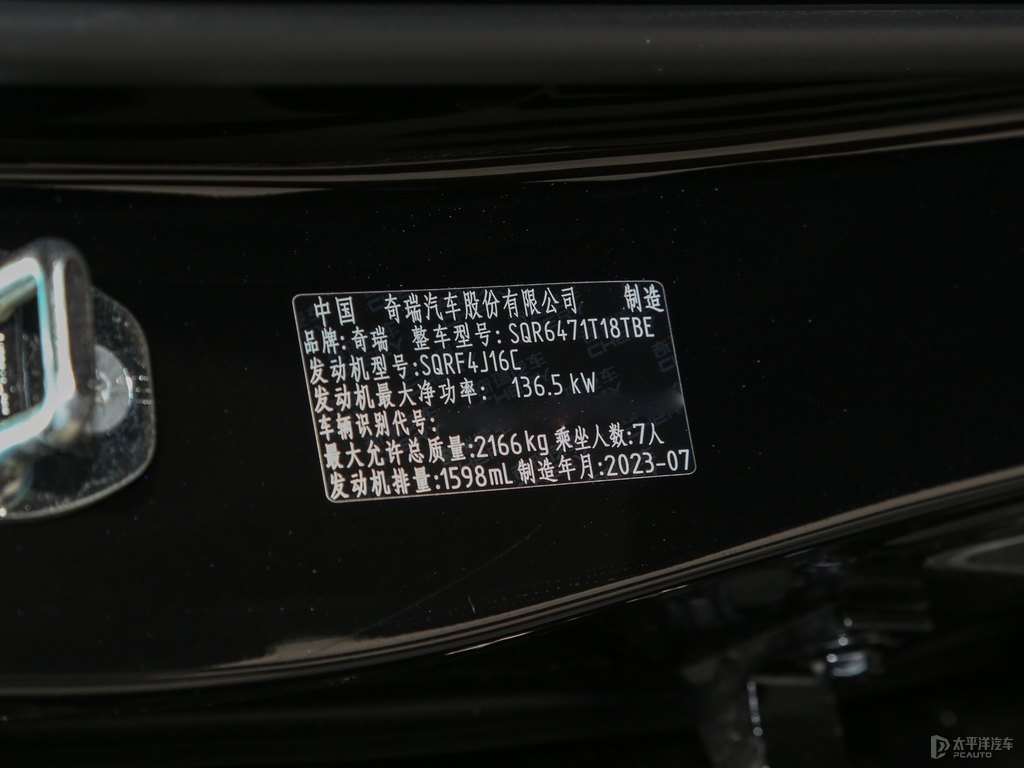 中国 奇瑞汽车股份有限公司 制造
品牌:奇瑞 整车型号:SQR6471T18TBE
发动机型号:SQRF4J16C
发动机最大净功率: 136.5 kW
车辆识别代号:
最大允许总质量:2166kg 乘坐人数:7人
发动机排量:1598mL 制造年月:2023-07
太平洋汽车
PCAUTO